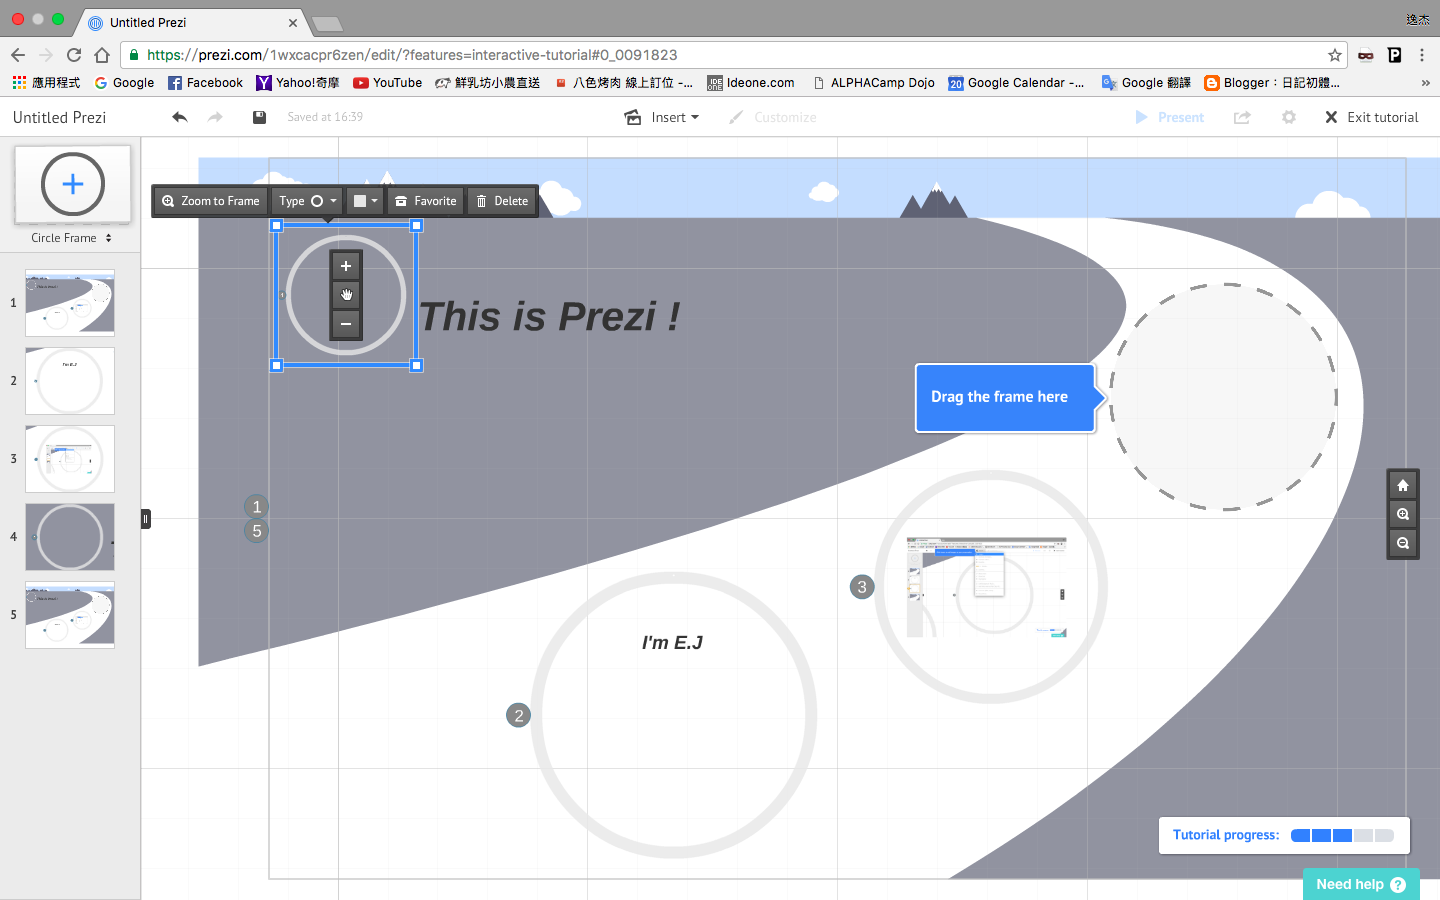 Untitled Prezi
逸杰
https://prezi.com/1wxcacpr6zen/edit/?features=interactive-tutorial#0_0091823
應用程式 Google Facebook Yahoo!奇摩 YouTube 鮮乳坊小農直送 八色烤肉 線上訂位 -... Ideone.com ALPHACamp Dojo Google Calendar -... Google 翻譯 Blogger：日記初體... »
Untitled Prezi Saved at 16:39 Insert Customize Present Exit tutorial
Zoom to Frame Type Favorite Delete
Circle Frame
This is Prezi !
Drag the frame here
1
2
3
4
5
1
5
3
I'm E.J
2
Tutorial progress:
Need help ?